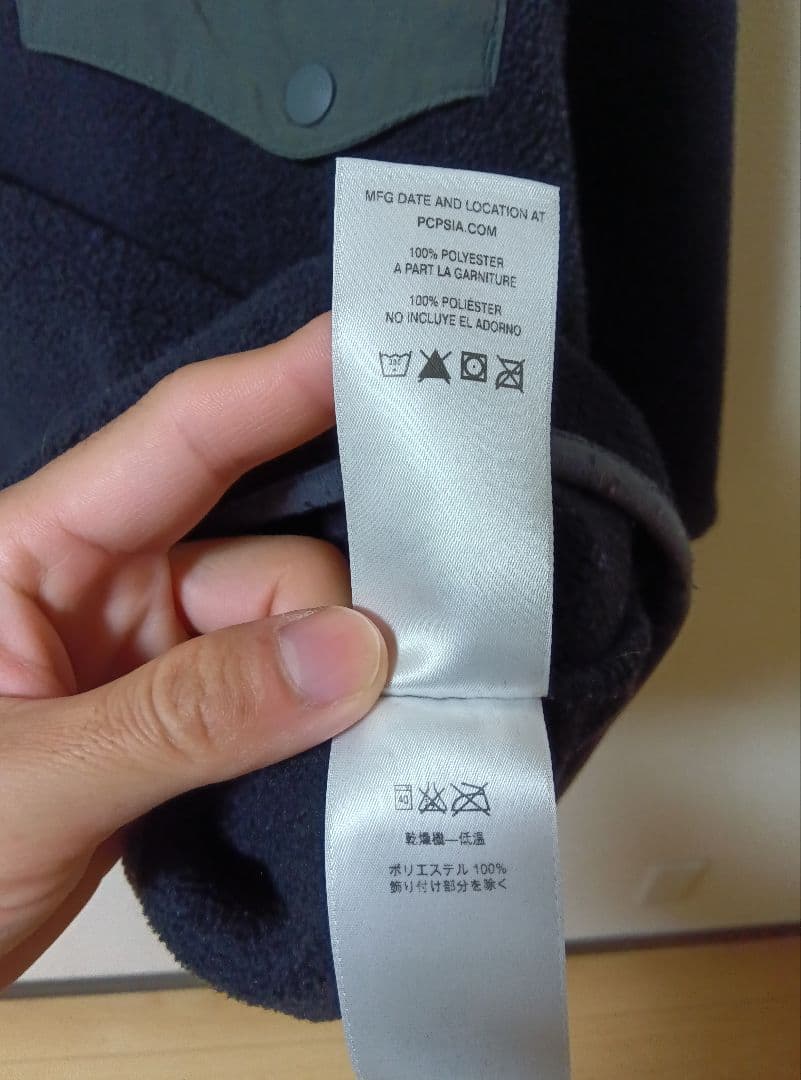 MFG DATE AND LOCATION AT
PCPSIA.COM
100% POLYESTER
A PART LA GARNITURE
100% POLIÉSTER
NO INCLUYE EL ADORNO
40
乾燥機—低温
ポリエステル 100%
飾り付け部分を除く